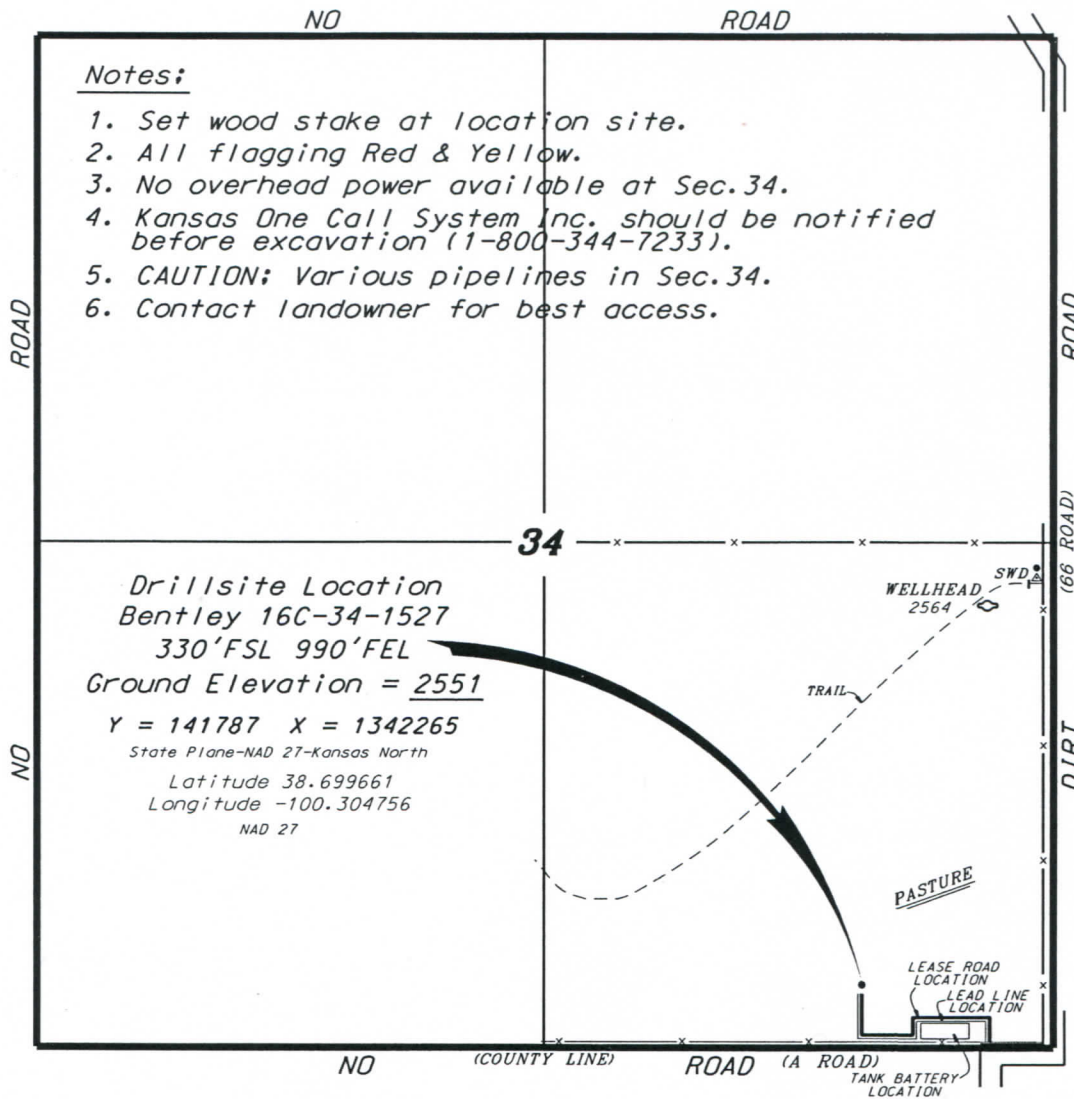 NO ROAD
Notes:
1. Set wood stake at location site.
2. All flagging Red & Yellow.
3. No overhead power available at Sec.34.
4. Kansas One Call System Inc. should be notified
before excavation (1-800-344-7233).
5. CAUTION: Various pipelines in Sec.34.
6. Contact landowner for best access.
ROAD
NO
ROAD
(66 ROAD)
DIRT
34
Drillsite Location
Bentley 16C-34-1527
330'FSL 990'FEL
Ground Elevation = 2551
Y = 141787 X = 1342265
State Plane-NAD 27-Kansas North
Latitude 38.699661
Longitude -100.304756
NAD 27
SWD
WELLHEAD
2564
TRAIL
PASTURE
LEASE ROAD
LOCATION
LEAD LINE
LOCATION
NO (COUNTY LINE) ROAD (A ROAD)
TANK BATTERY
LOCATION